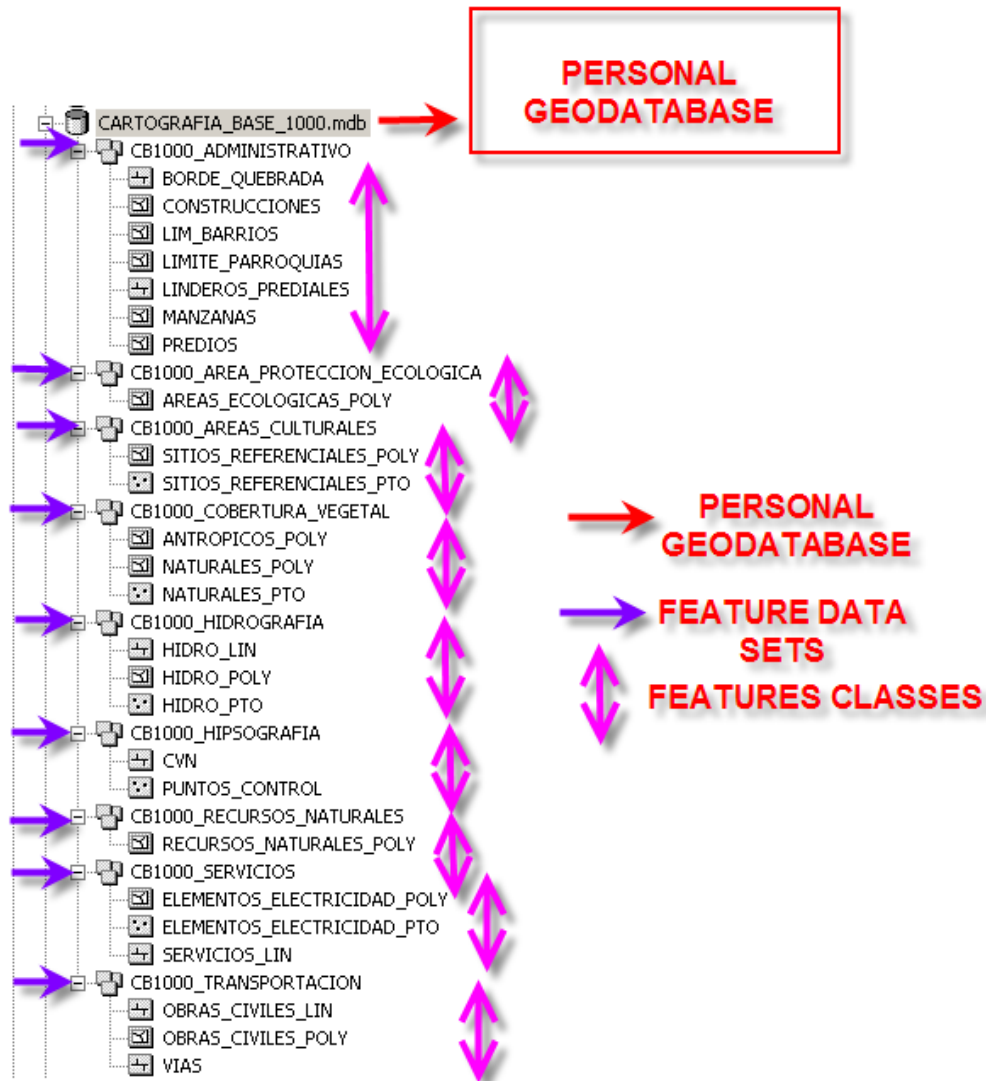 PERSONAL
GEODATABASE
CARTOGRAFIA_BASE_1000.mdb
CB1000_ADMINISTRATIVO
BORDE_QUEBRADA
CONSTRUCCIONES
LIM_BARRIOS
LIMITE_PARROQUIAS
LINDEROS_PREDIALES
MANZANAS
PREDIOS
CB1000_AREA_PROTECCION_ECOLOGICA
AREAS_ECOLOGICAS_POLY
CB1000_AREAS_CULTURALES
SITIOS_REFERENCIALES_POLY
SITIOS_REFERENCIALES_PTO
CB1000_COBERTURA_VEGETAL
ANTROPICOS_POLY
NATURALES_POLY
NATURALES_PTO
CB1000_HIDROGRAFIA
HIDRO_LIN
HIDRO_POLY
HIDRO_PTO
CB1000_HIPSOGRAFIA
CVN
PUNTOS_CONTROL
CB1000_RECURSOS_NATURALES
RECURSOS_NATURALES_POLY
CB1000_SERVICIOS
ELEMENTOS_ELECTRICIDAD_POLY
ELEMENTOS_ELECTRICIDAD_PTO
SERVICIOS_LIN
CB1000_TRANSPORTACION
OBRAS_CIVILES_LIN
OBRAS_CIVILES_POLY
VIAS
PERSONAL
GEODATABASE
FEATURE DATA
SETS
FEATURES CLASSES